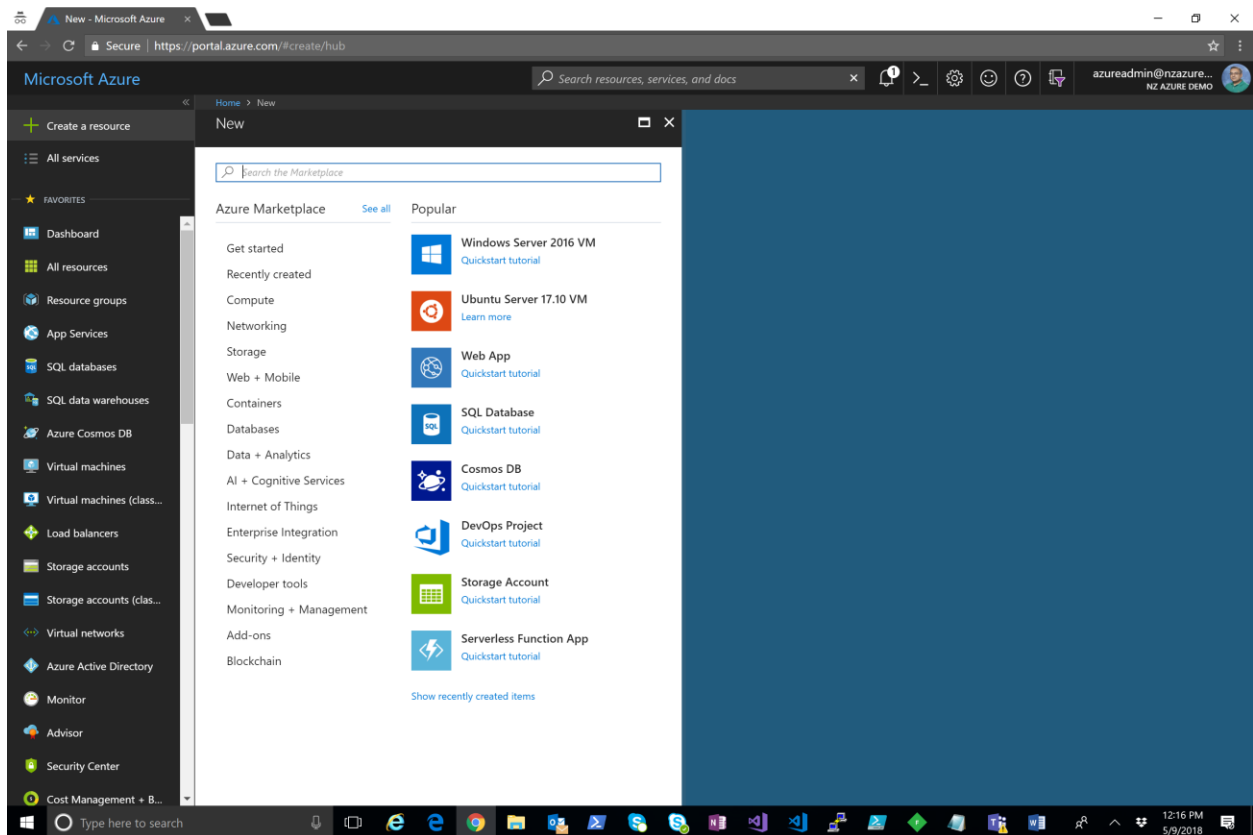 New - Microsoft Azure
Secure | https://portal.azure.com/#create/hub
Microsoft Azure
Search resources, services, and docs
1
azureadmin@nzazure...
NZ AZURE DEMO
Home > New
Create a resource
All services
FAVORITES
Dashboard
All resources
Resource groups
App Services
SQL databases
SQL data warehouses
Azure Cosmos DB
Virtual machines
Virtual machines (class...
Load balancers
Storage accounts
Storage accounts (clas...
Virtual networks
Azure Active Directory
Monitor
Advisor
Security Center
Cost Management + B...
New
Search the Marketplace
Azure Marketplace
See all
Get started
Recently created
Compute
Networking
Storage
Web + Mobile
Containers
Databases
Data + Analytics
AI + Cognitive Services
Internet of Things
Enterprise Integration
Security + Identity
Developer tools
Monitoring + Management
Add-ons
Blockchain
Popular
Windows Server 2016 VM
Quickstart tutorial
Ubuntu Server 17.10 VM
Learn more
Web App
Quickstart tutorial
SQL
SQL Database
Quickstart tutorial
Cosmos DB
Quickstart tutorial
DevOps Project
Quickstart tutorial
Storage Account
Quickstart tutorial
Serverless Function App
Quickstart tutorial
Show recently created items
Type here to search
12:16 PM
5/9/2018